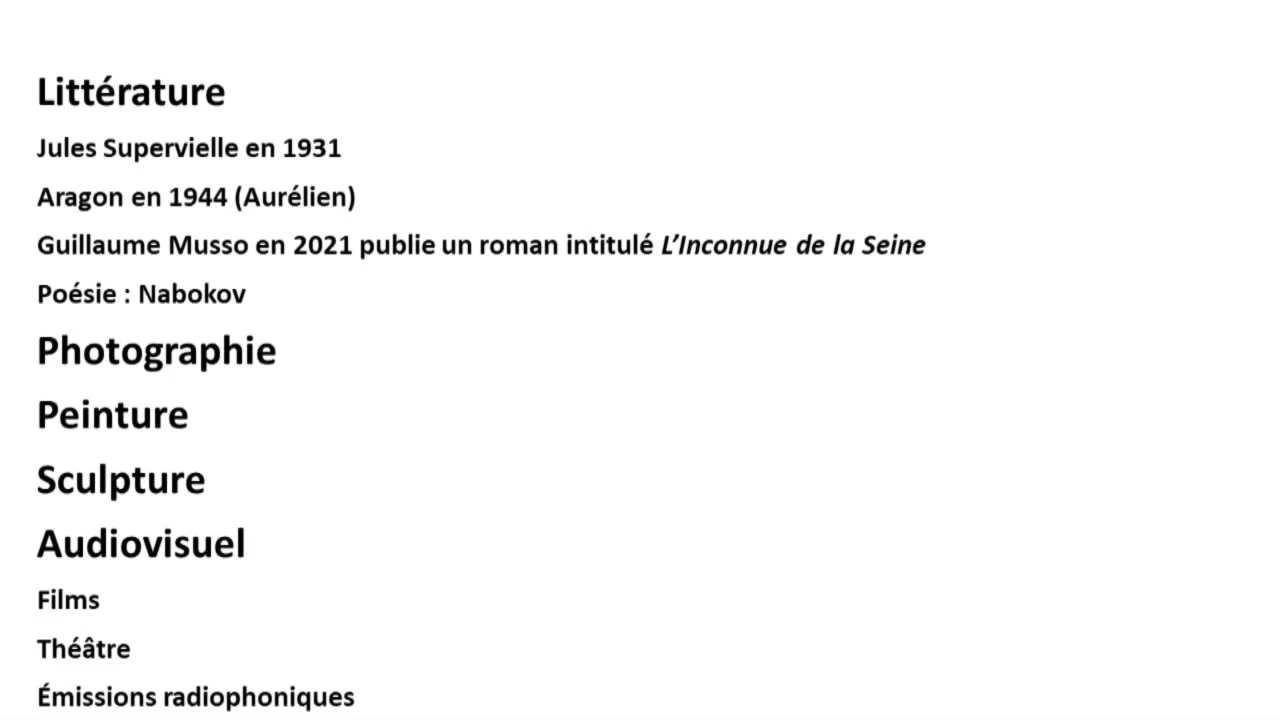 Littérature
Jules Supervielle en 1931
Aragon en 1944 (Aurélien)
Guillaume Musso en 2021 publie un roman intitulé L’Inconnue de la Seine
Poésie : Nabokov
Photographie
Peinture
Sculpture
Audiovisuel
Films
Théâtre
Émissions radiophoniques